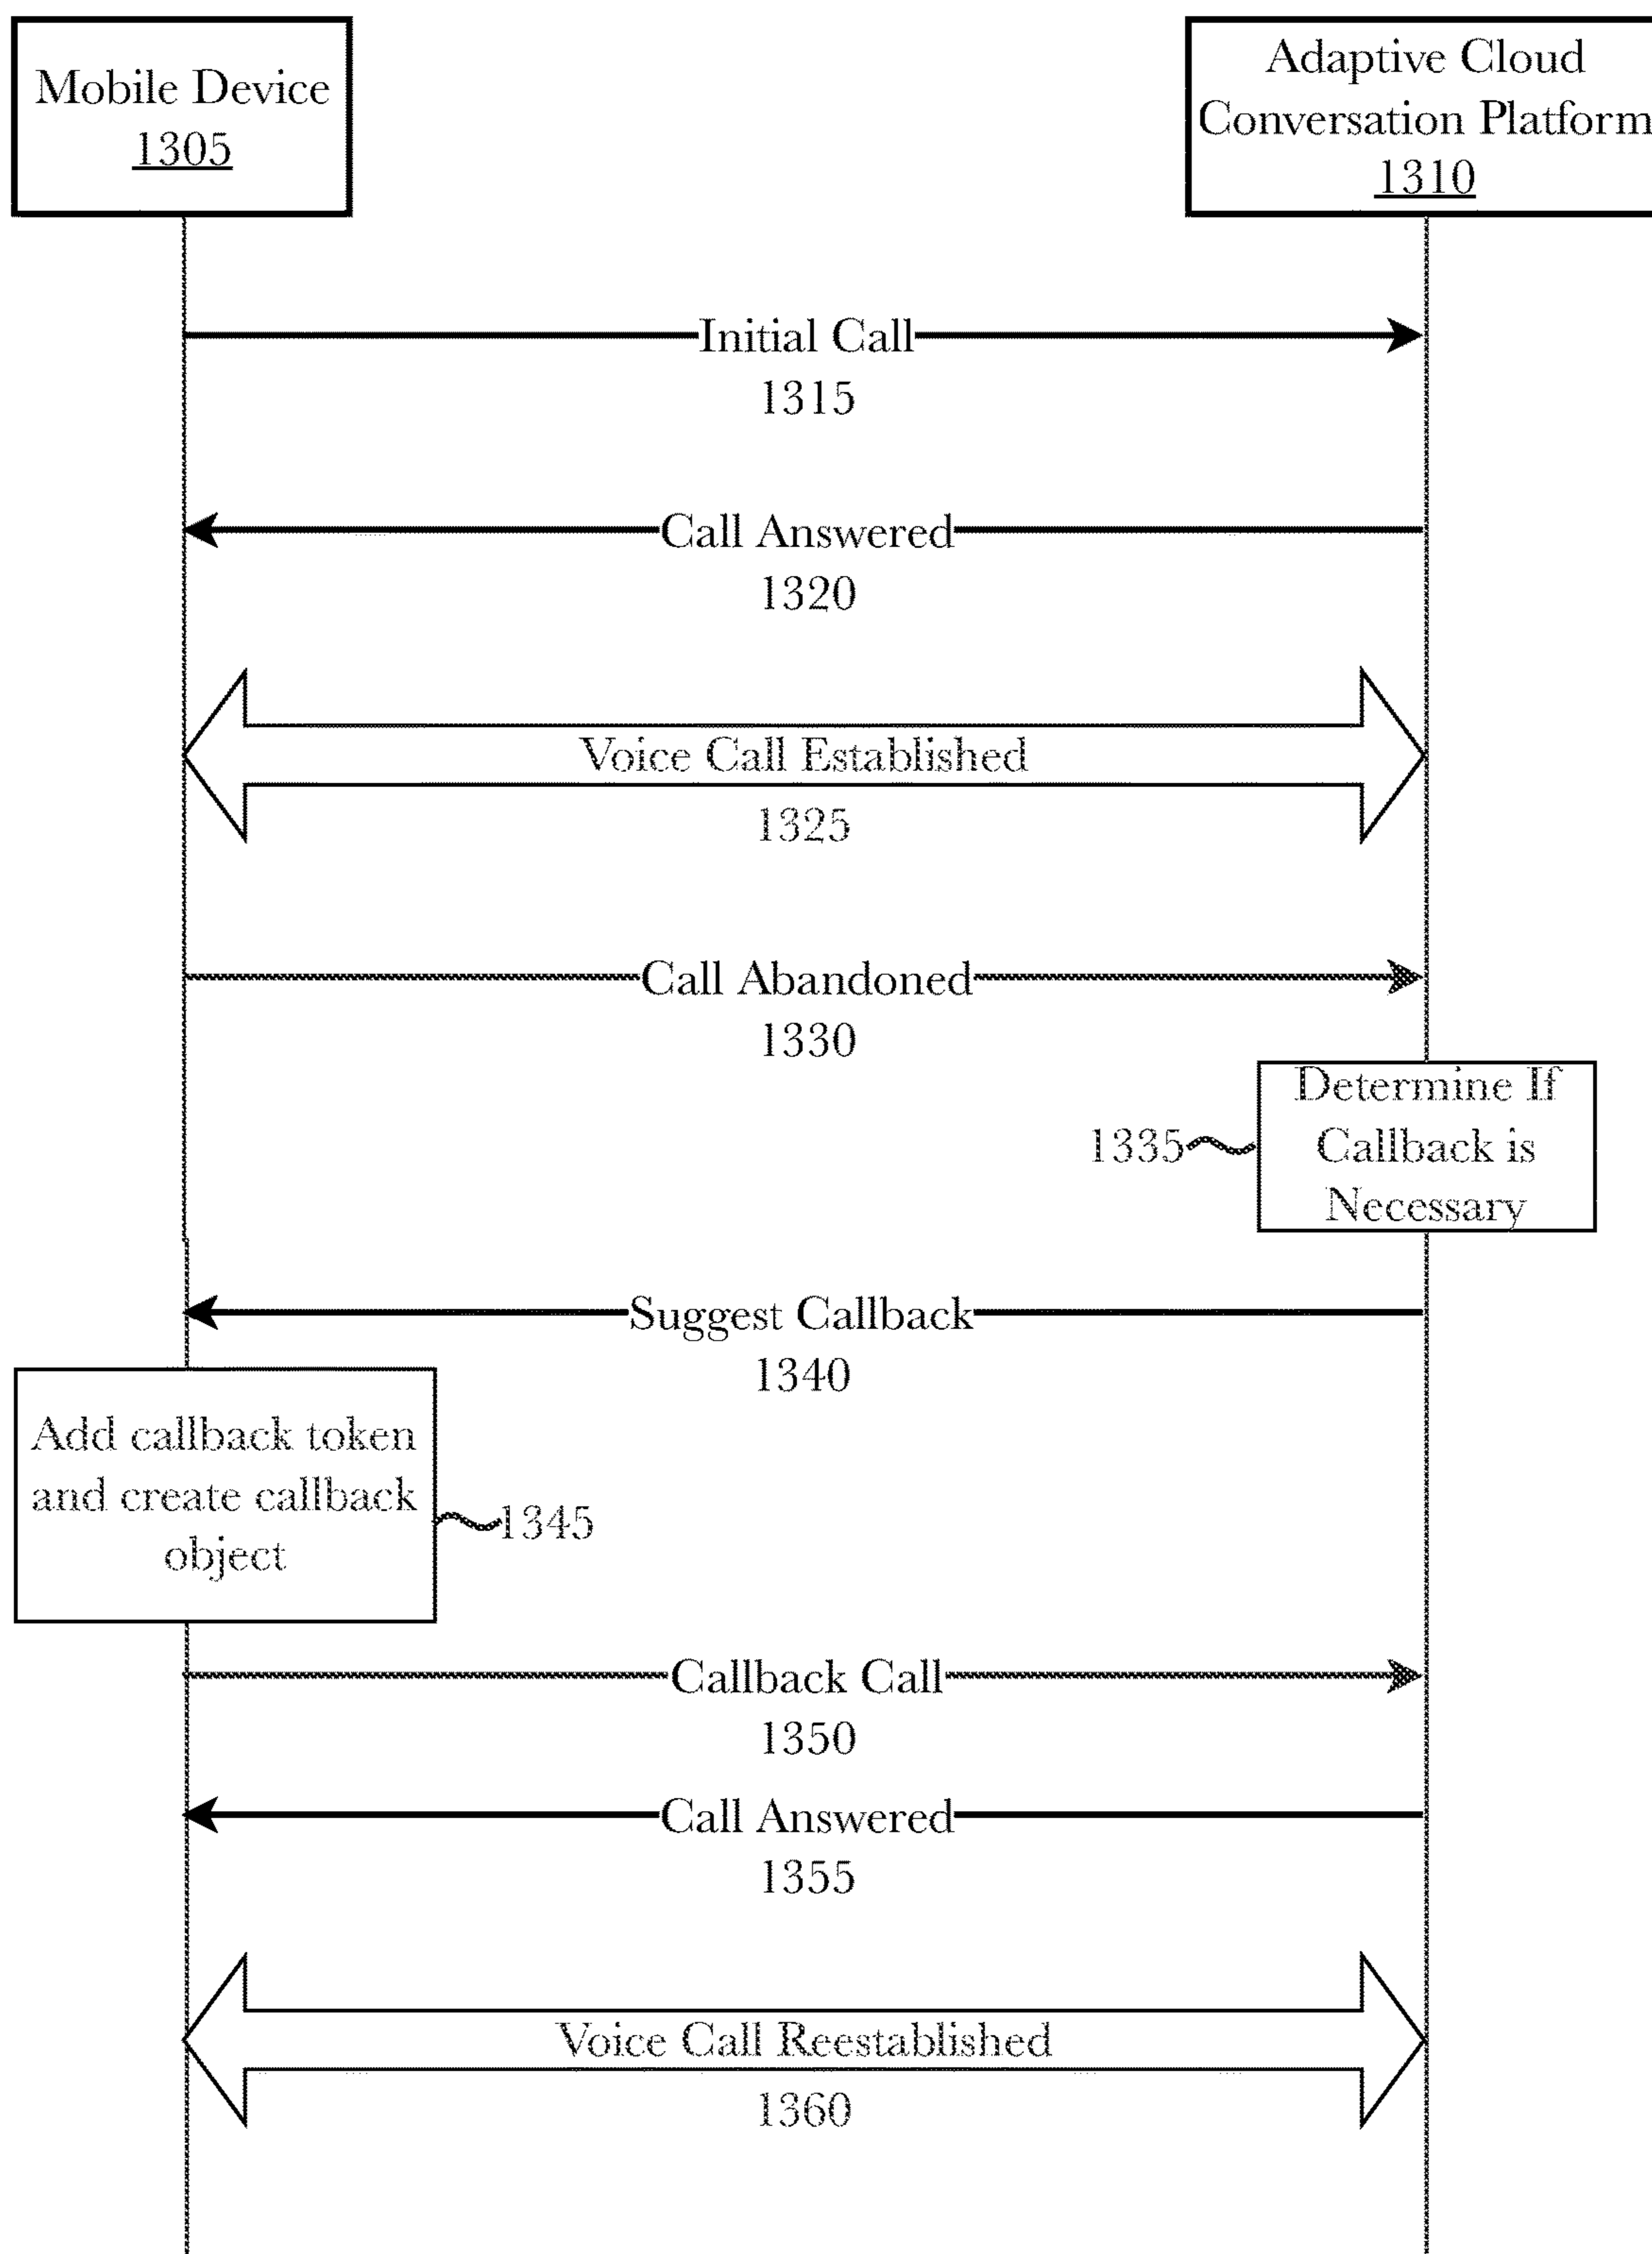 Mobile Device
1305
Adaptive Cloud
Conversation Platform
1310
Initial Call
1315
Call Answered
1320
Voice Call Established
1325
Call Abandoned
1330
Determine If
Callback is
Necessary
1335
Suggest Callback
1340
Add callback token
and create callback
object
1345
Callback Call
1350
Call Answered
1355
Voice Call Reestablished
1360